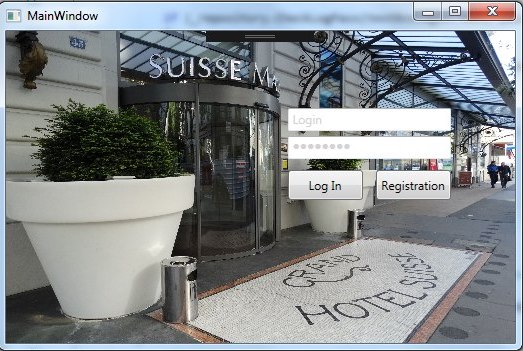 MainWindow
SUISSE M
Login
●●●●●●●●
Log In
Registration
GRAND
HOTEL SUISSE